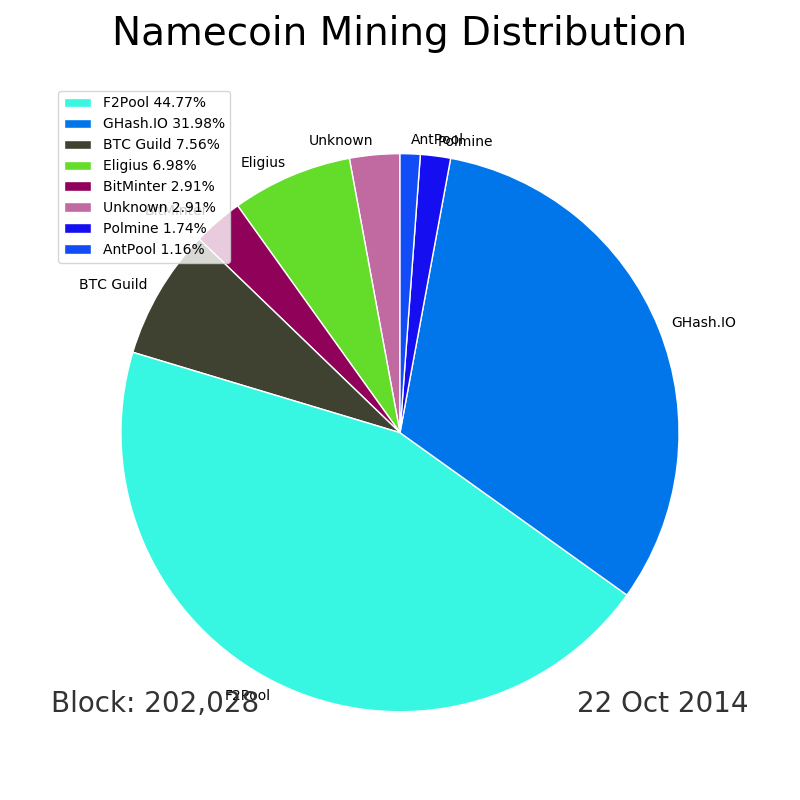 Namecoin Mining Distribution
F2Pool 44.77%
GHash.IO 31.98%
BTC Guild 7.56%
Eligius 6.98%
BitMinter 2.91%
Unknown 2.91%
Polmine 1.74%
AntPool 1.16%
Unknown
AntPool
Polmine
Eligius
BitMinter
BTC Guild
GHash.IO
F2Pool
Block: 202,028
22 Oct 2014